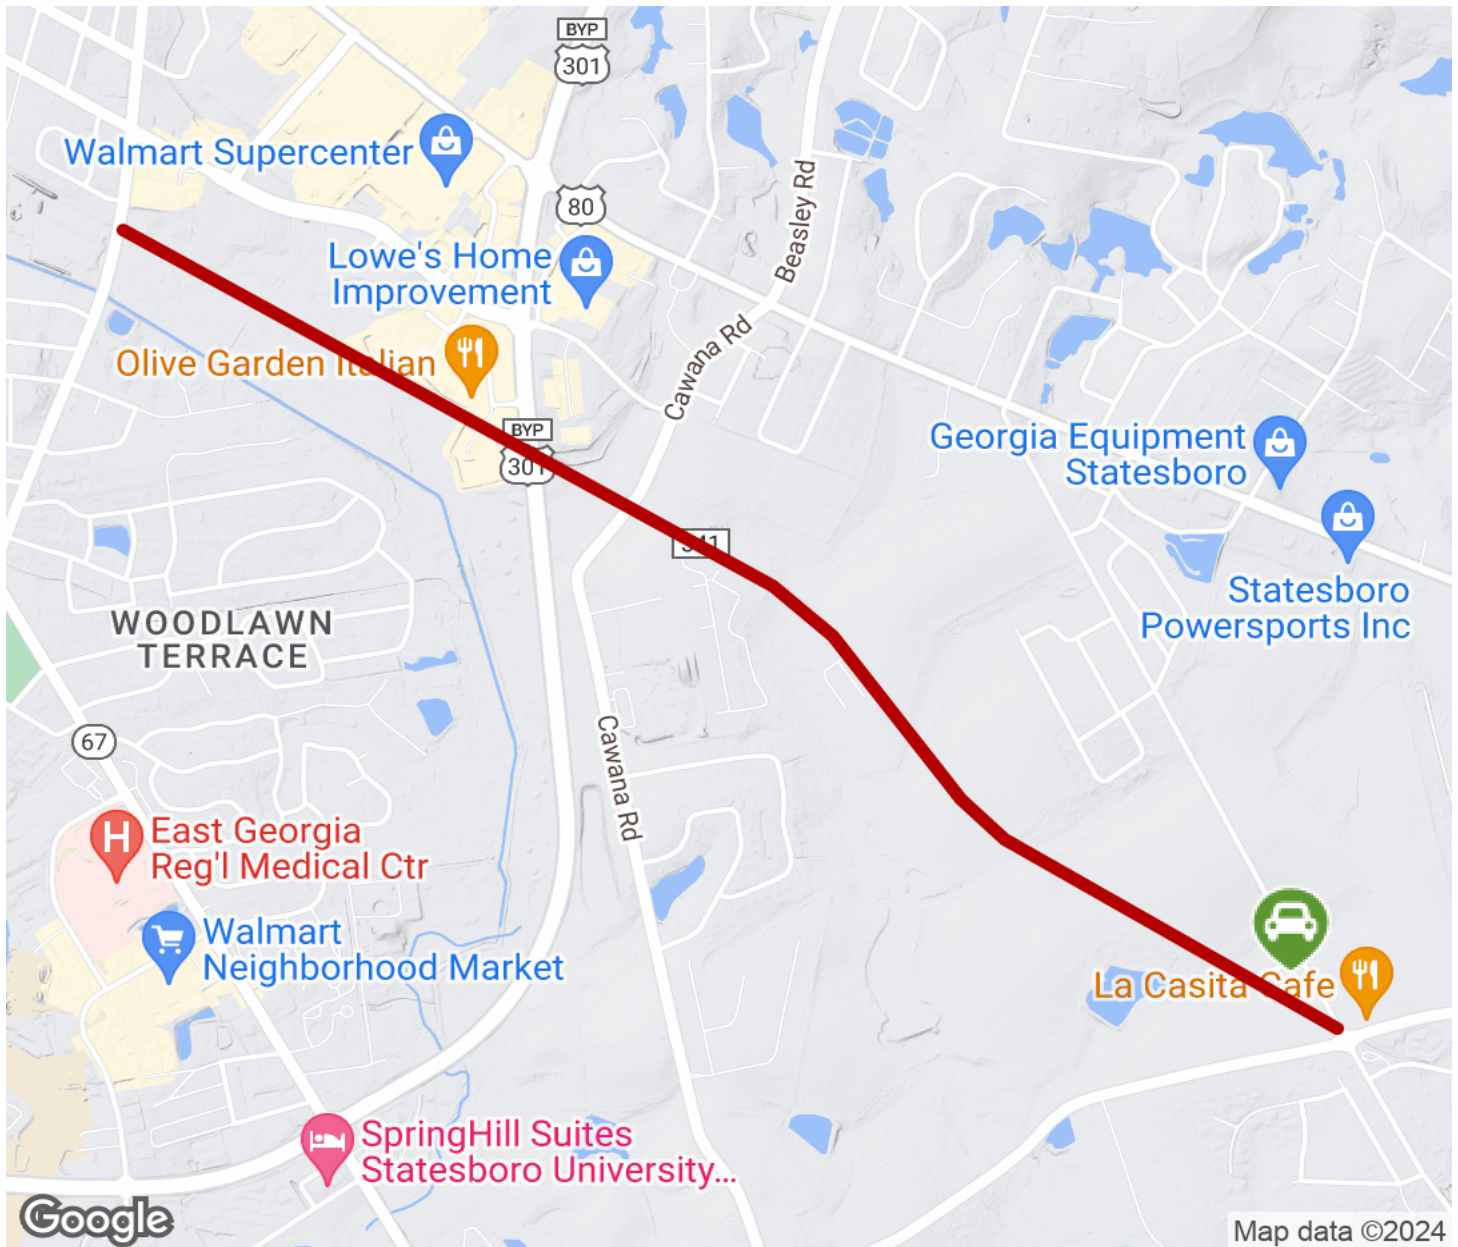 BYP
301
Walmart Supercenter
80
Beasley Rd
Lowe's Home
Improvement
Cawana Rd
Olive Garden Italian
BYP
301
Georgia Equipment
Statesboro
Statesboro
Powersports Inc
WOODLAWN
TERRACE
67
Cawana Rd
East Georgia
Reg'l Medical Ctr
Walmart
Neighborhood Market
La Casita Cafe
SpringHill Suites
Statesboro University...
Google
Map data ©2024